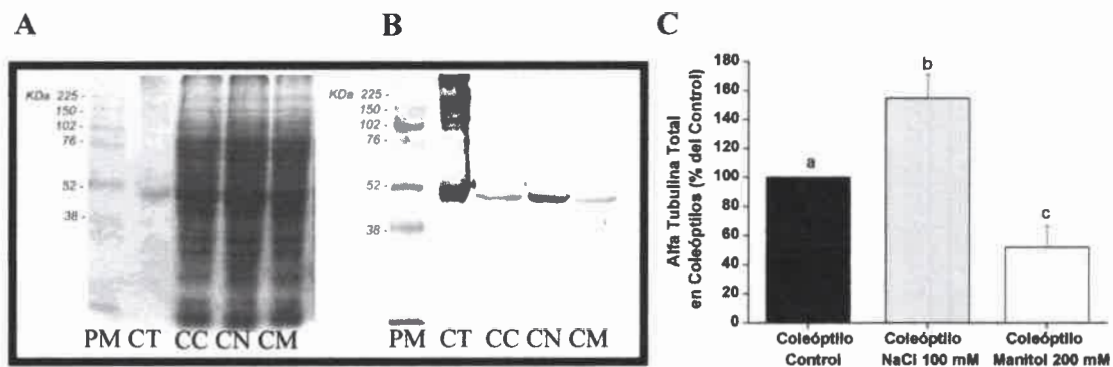 A
KDa 225 -
150 -
102 -
76 -
52 -
38 -
PM CT CC CN CM
B
KDa 225 -
150 -
102 -
76 -
52 -
38 -
PM CT CC CN CM
C
Alfa Tubulina Total
en Coleóptilos (% del Control)
180
160
140
120
100
80
60
40
20
0
a
b
c
Coleóptilo
Control
Coleóptilo
NaCl 100 mM
Coleóptilo
Manitol 200 mM